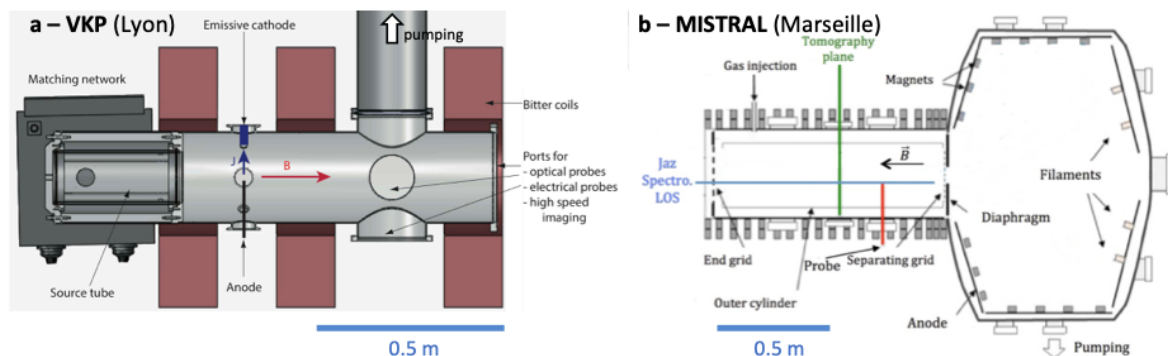 a – VKP (Lyon)
Emissive cathode
pumping
Matching network
Bitter coils
J
B
Ports for
- optical probes
- electrical probes
- high speed
imaging
Source tube
Anode
0.5 m
b – MISTRAL (Marseille)
Tomography
plane
Gas injection
Magnets
B
Jaz
Spectro.
LOS
Filaments
Diaphragm
End grid
Probe
Separating grid
Outer cylinder
Anode
0.5 m
Pumping